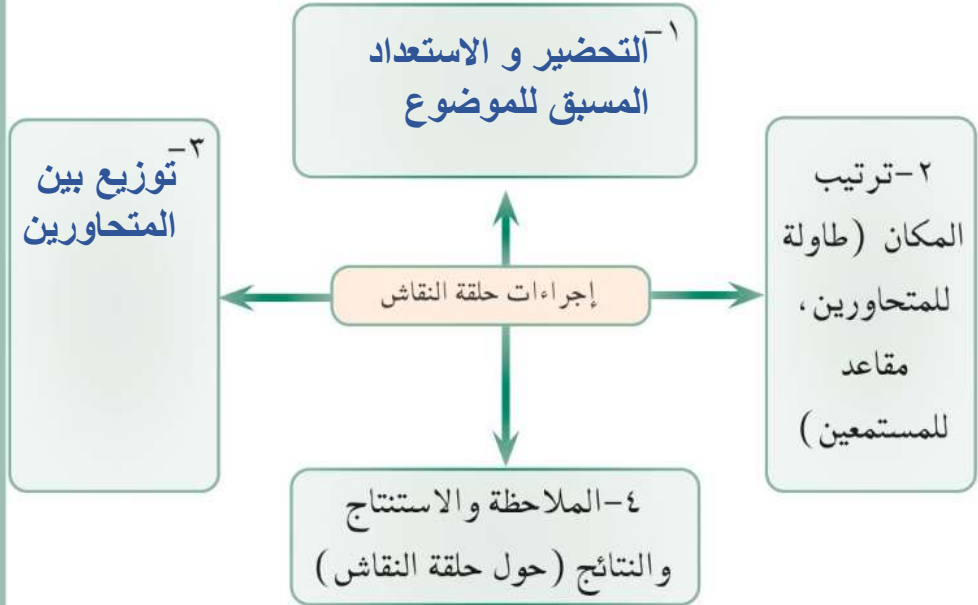 ١-
التحضير و الاستعداد
المسبق للموضوع
٢-ترتيب
المكان (طاولة
للمتحاورين،
مقاعد
للمستمعين)
٣-
توزيع بين
المتحاورين
إجراءات حلقة النقاش
٤-الملاحظة والاستنتاج
والنتائج (حول حلقة النقاش)